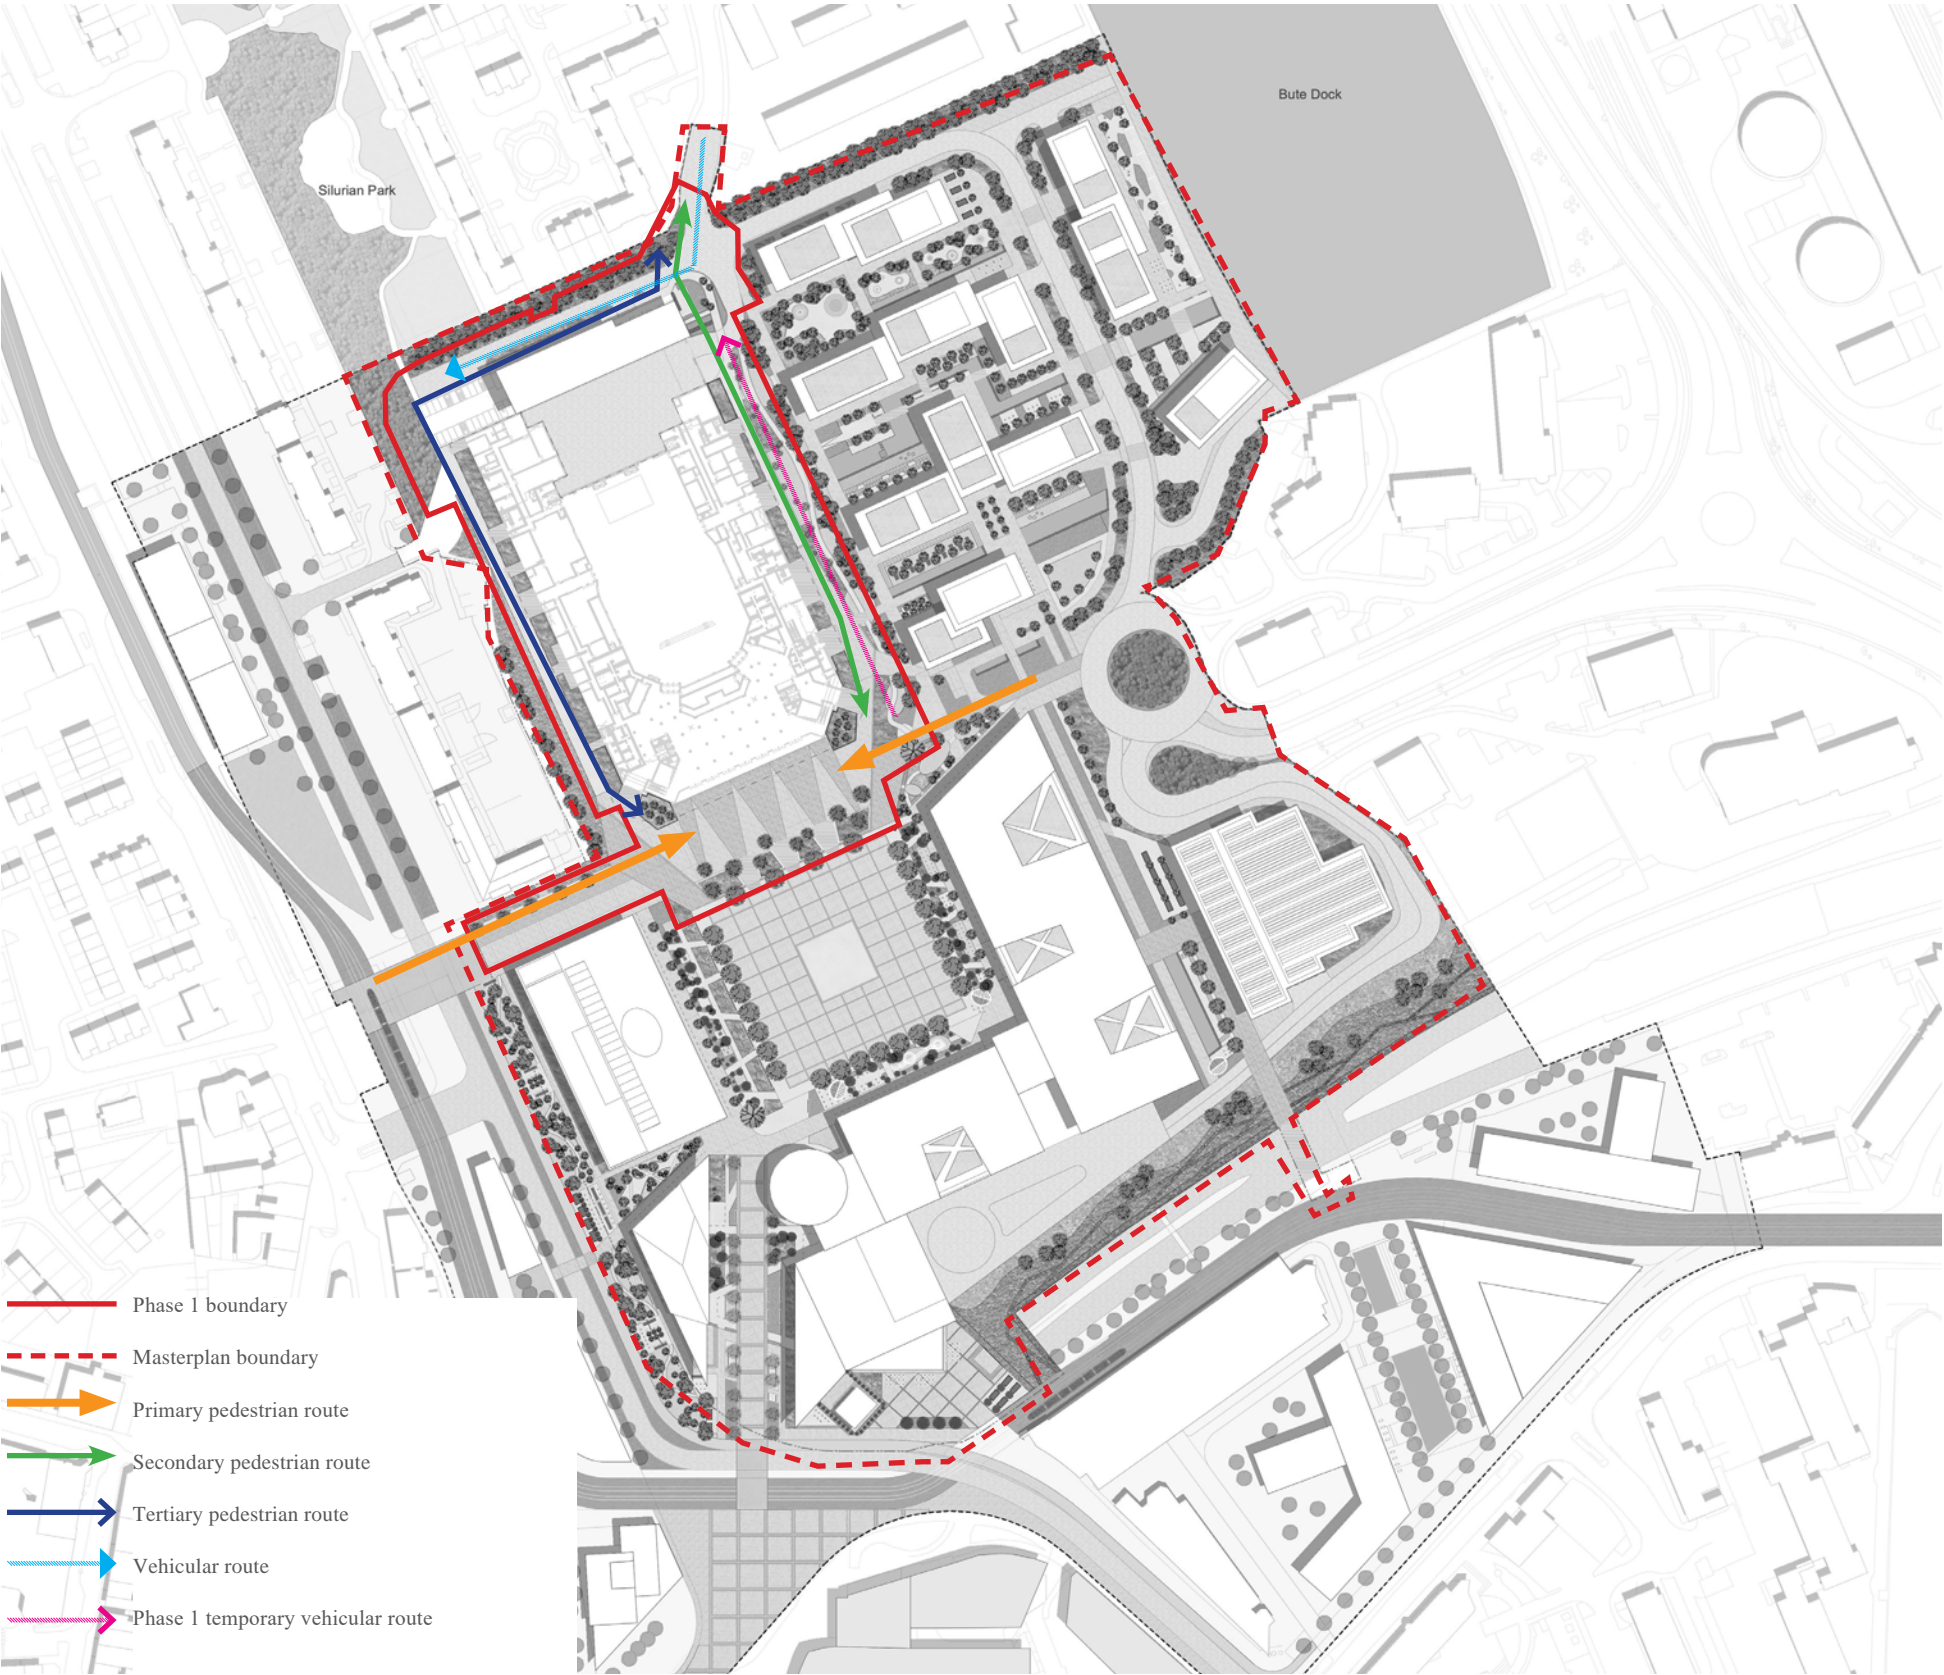 Bute Dock
Silurian Park
Phase 1 boundary
Masterplan boundary
Primary pedestrian route
Secondary pedestrian route
Tertiary pedestrian route
Vehicular route
Phase 1 temporary vehicular route